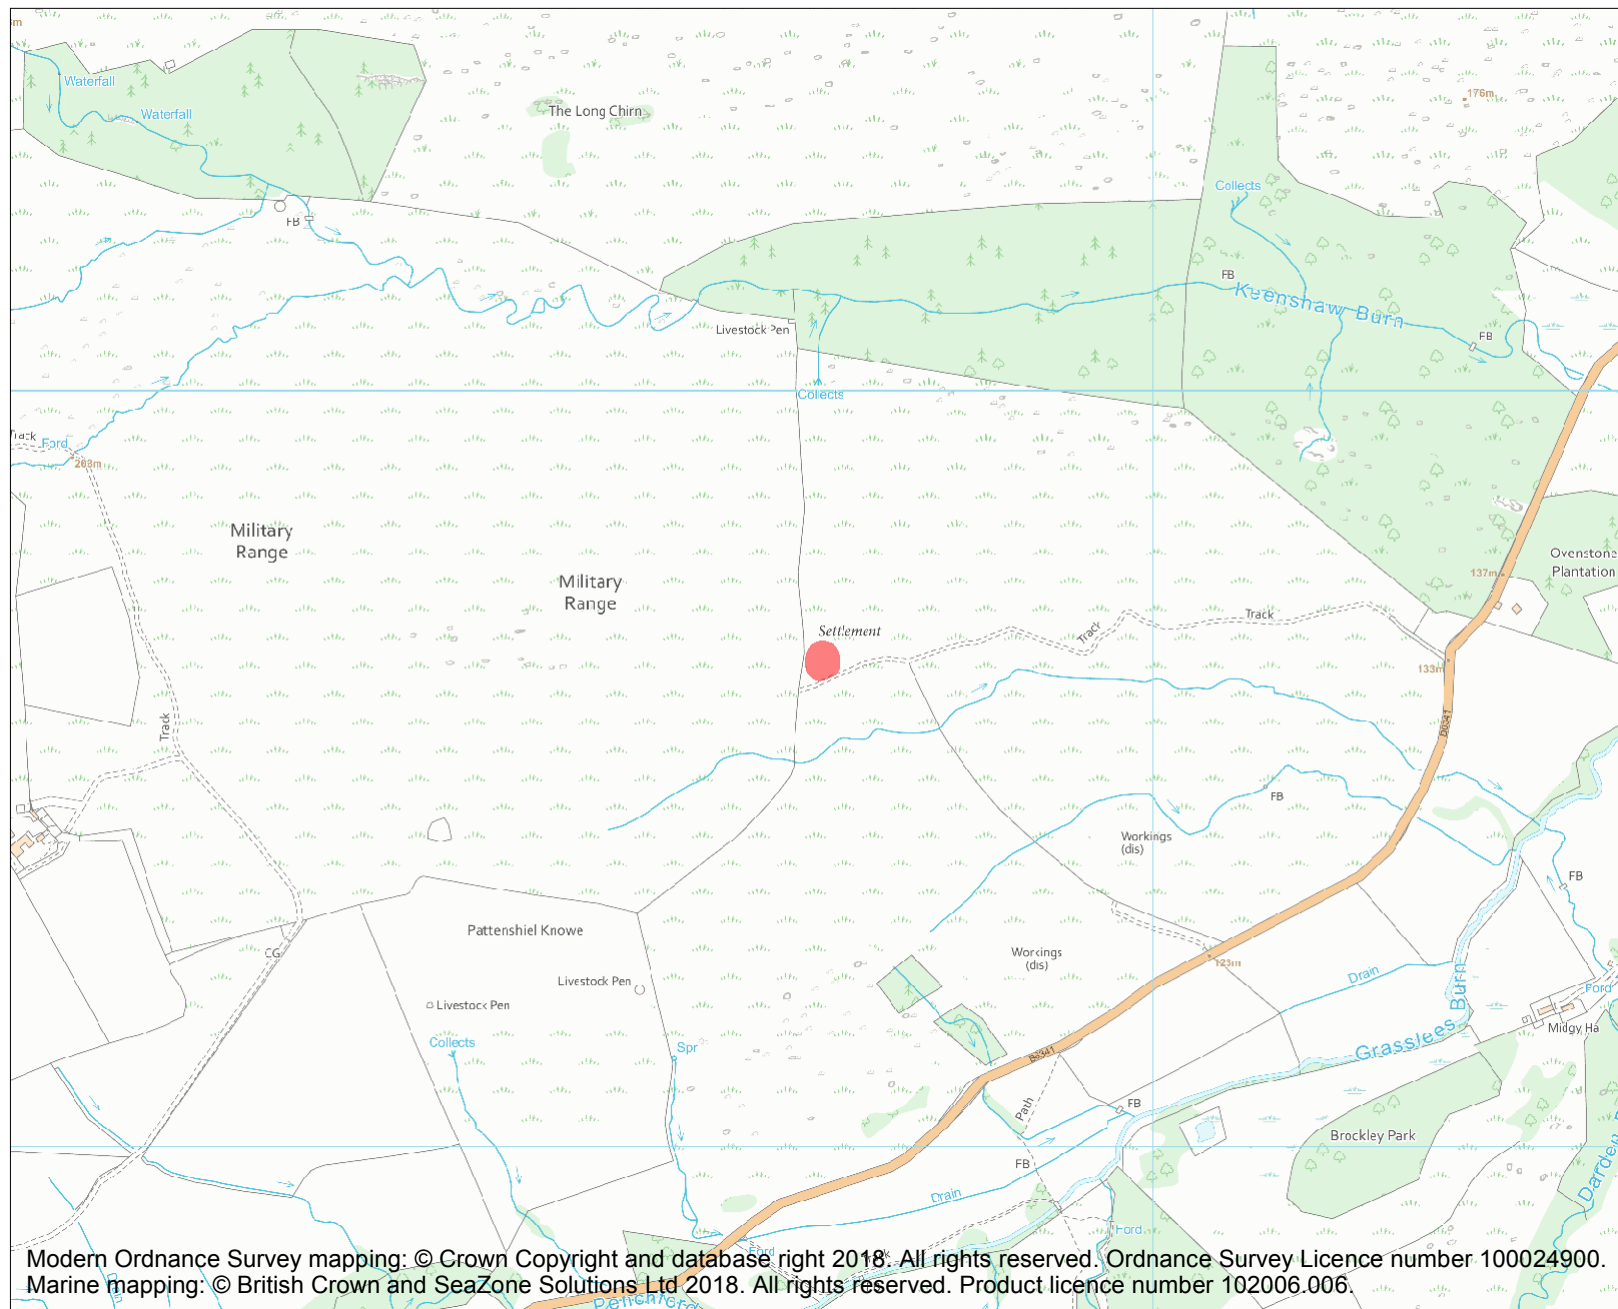 Waterfall
Waterfall
The Long Chirn
176m
Collects
FB
FB
Keenshaw Burn
Livestock Pen
FB
Collects
Track
Ford
203m
Military
Range
Military
Range
Ovenstone
Plantation
137m
Settlement
Track
Track
133m
Track
B6341
FB
Workings
(dis)
FB
Pattenshiel Knowe
CG
Livestock Pen
Workings
(dis)
123m
Drain
Grasslees Burn
Ford
Livestock Pen
Midgy Ha
Collects
Spr
B6341
Path
FB
Brockley Park
FB
Drain
Darden
Ford
Ford
Track
Modern Ordnance Survey mapping: © Crown Copyright and database right 2018. All rights reserved. Ordnance Survey Licence number 100024900.
Marine mapping: © British Crown and SeaZone Solutions Ltd 2018. All rights reserved. Product licence number 102006.006.